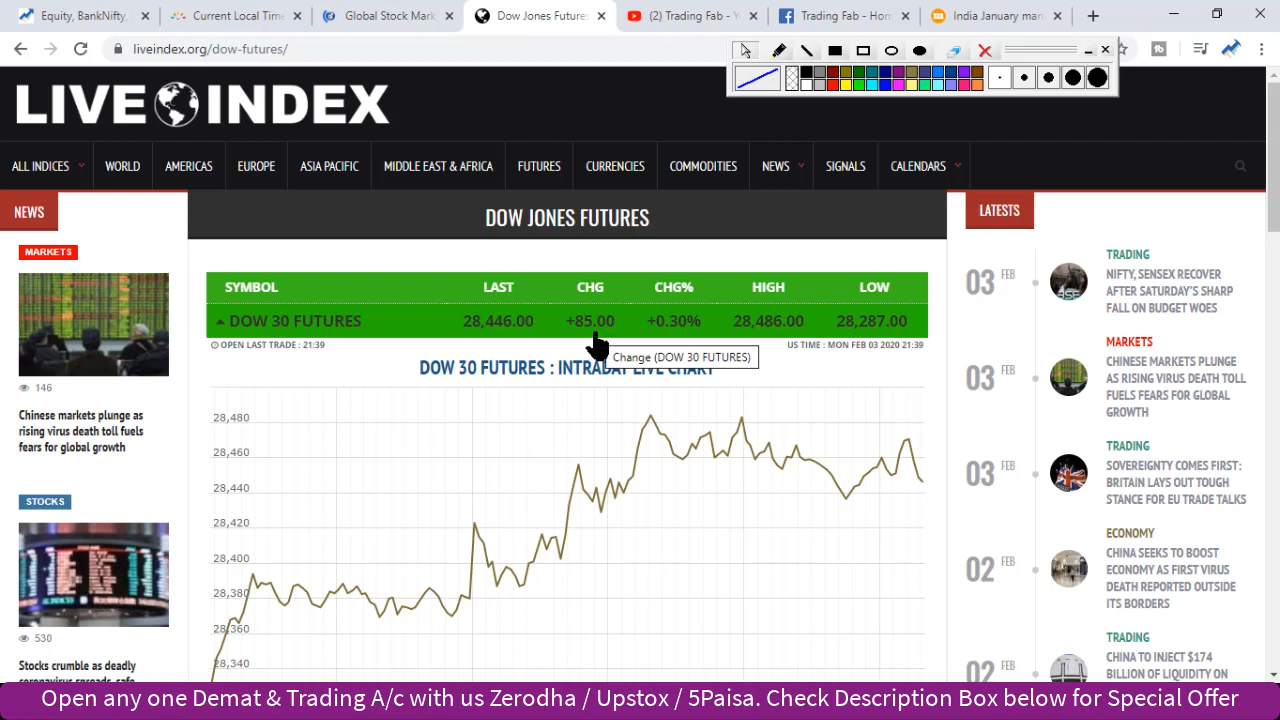 Equity, BankNifty,
Current Local Time
Global Stock Mark
Dow Jones Futures
(2) Trading Fab - Y
Trading Fab - Hom
India January man
liveindex.org/dow-futures/
LIVE INDEX
ALL INDICES
WORLD
AMERICAS
EUROPE
ASIA PACIFIC
MIDDLE EAST & AFRICA
FUTURES
CURRENCIES
COMMODITIES
NEWS
SIGNALS
CALENDARS
NEWS
MARKETS
146
Chinese markets plunge as
rising virus death toll fuels
fears for global growth
STOCKS
530
Stocks crumble as deadly
DOW JONES FUTURES
SYMBOL LAST CHG CHG% HIGH LOW
DOW 30 FUTURES 28,446.00 +85.00 +0.30% 28,486.00 28,287.00
OPEN LAST TRADE : 21:39
US TIME : MON FEB 03 2020 21:39
Change (DOW 30 FUTURES)
DOW 30 FUTURES : INTRADAY LIVE CHART
28,480
28,460
28,440
28,420
28,400
28,380
28,360
28,340
LATESTS
03 FEB
TRADING
NIFTY, SENSEX RECOVER
AFTER SATURDAY'S SHARP
FALL ON BUDGET WOES
03 FEB
MARKETS
CHINESE MARKETS PLUNGE
AS RISING VIRUS DEATH TOLL
FUELS FEARS FOR GLOBAL
GROWTH
03 FEB
TRADING
SOVEREIGNTY COMES FIRST:
BRITAIN LAYS OUT TOUGH
STANCE FOR EU TRADE TALKS
02 FEB
ECONOMY
CHINA SEEKS TO BOOST
ECONOMY AS FIRST VIRUS
DEATH REPORTED OUTSIDE
ITS BORDERS
02 FEB
TRADING
CHINA TO INJECT $174
BILLION OF LIQUIDITY ON
Open any one Demat & Trading A/c with us Zerodha / Upstox / 5Paisa. Check Description Box below for Special Offer